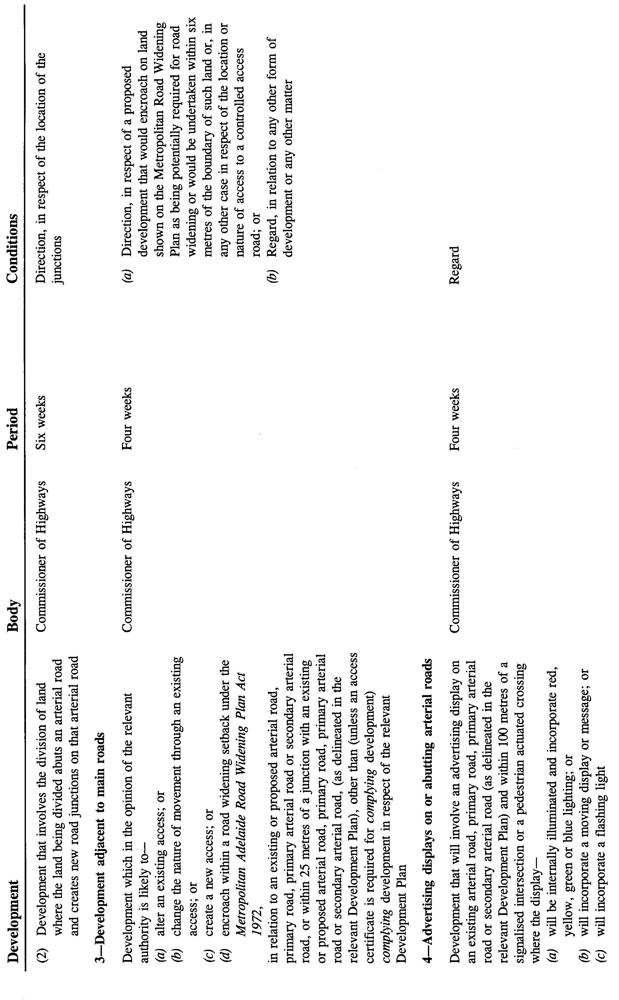 Development Body Period Conditions
(2) Development that involves the division of land Commissioner of Highways Six weeks Direction, in respect of the location of the
where the land being divided abuts an arterial road junctions
and creates new road junctions on that arterial road
3—Development adjacent to main roads
Development which in the opinion of the relevant Commissioner of Highways Four weeks (a) Direction, in respect of a proposed
authority is likely to— development that would encroach on land
(a) alter an existing access; or shown on the Metropolitan Road Widening
(b) change the nature of movement through an existing Plan as being potentially required for road
access; or widening or would be undertaken within six
(c) create a new access; or metres of the boundary of such land or, in
(d) encroach within a road widening setback under the any other case in respect of the location or
Metropolitan Adelaide Road Widening Plan Act nature of access to a controlled access
1972, road; or
in relation to an existing or proposed arterial road, (b) Regard, in relation to any other form of
primary road, primary arterial road or secondary arterial development or any other matter
road, or within 25 metres of a junction with an existing
or proposed arterial road, primary road, primary arterial
road or secondary arterial road, (as delineated in the
relevant Development Plan), other than (unless an access
certificate is required for complying development)
complying development in respect of the relevant
Development Plan
4—Advertising displays on or abutting arterial roads
Development that will involve an advertising display on Commissioner of Highways Four weeks Regard
an existing arterial road, primary road, primary arterial
road or secondary arterial road (as delineated in the
relevant Development Plan) and within 100 metres of a
signalised intersection or a pedestrian actuated crossing
where the display—
(a) will be internally illuminated and incorporate red,
yellow, green or blue lighting; or
(b) will incorporate a moving display or message; or
(c) will incorporate a flashing light